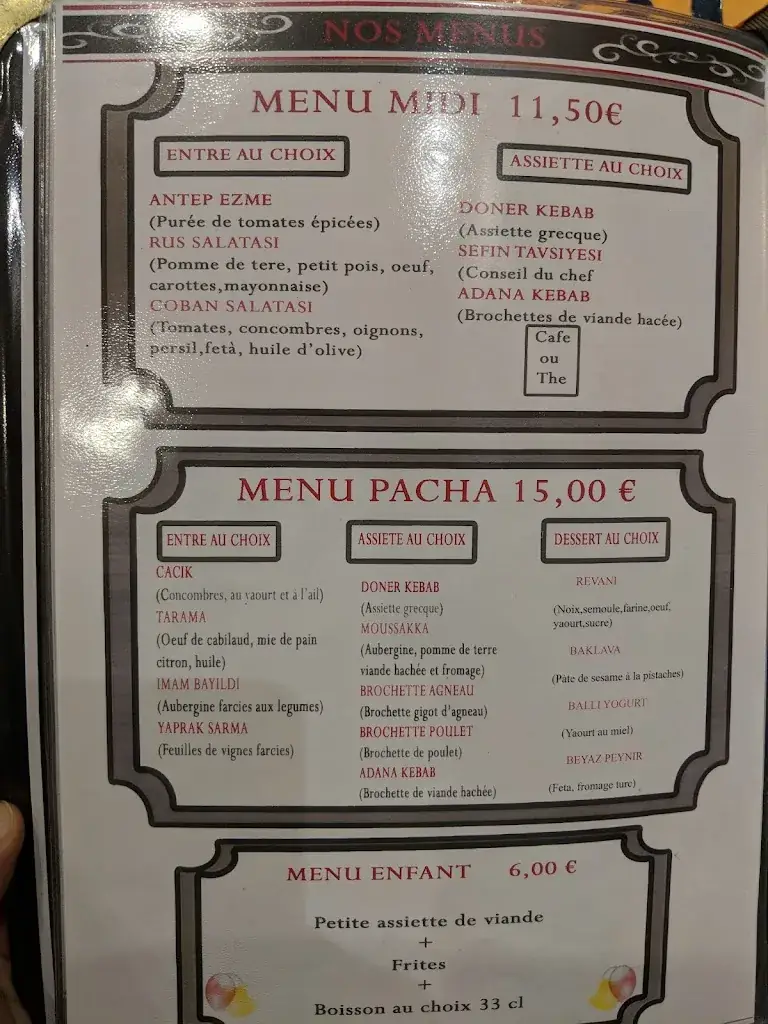 NOS MENUS
MENU MIDI 11,50€
ENTRE AU CHOIX
ANTEP EZME
(Purée de tomates épicées)
RUS SALATASI
(Pomme de tere, petit pois, oeuf,
carottes,mayonnaise)
COBAN SALATASI
(Tomates, concombres, oignons,
persil,fetà, huile d'olive)
ASSIETTE AU CHOIX
DONER KEBAB
(Assiette grecque)
SEFIN TAVSIYESI
(Conseil du chef
ADANA KEBAB
(Brochettes de viande hacée)
Cafe
ou
The
MENU PACHA 15,00 €
ENTRE AU CHOIX
CACIK
(Concombres, au yaourt et à l'ail)
TARAMA
(Oeuf de cabilaud, mie de pain
citron, huile)
IMAM BAYILDI
(Aubergine farcies aux legumes)
YAPRAK SARMA
(Feuilles de vignes farcies)
ASSIETE AU CHOIX
DONER KEBAB
(Assiette grecque)
MOUSSAKKA
(Aubergine, pomme de terre
viande hachée et fromage)
BROCHETTE AGNEAU
(Brochette gigot d'agneau)
BROCHETTE POULET
(Brochette de poulet)
ADANA KEBAB
(Brochette de viande hachée)
DESSERT AU CHOIX
REVANI
(Noix,semoule,farine,oeuf,
yaourt,sucre)
BAKLAVA
(Pàte de sesame à la pistaches)
BALLI YOGURT
(Yaourt au miel)
BEYAZ PEYNIR
(Feta, fromage turc)
MENU ENFANT 6,00 €
Petite assiette de viande
+
Frites
+
Boisson au choix 33 cl